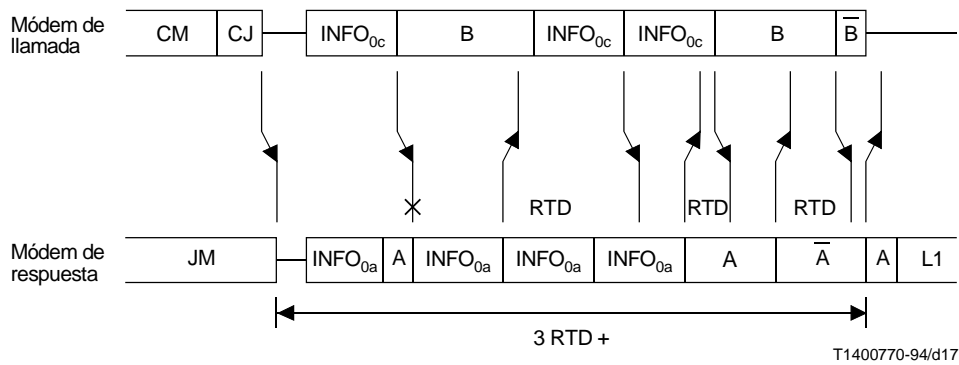 Módem de
llamada
CM CJ INFO0c B INFO0c INFO0c B B̅
RTD RTD RTD
Módem de
respuesta
JM INFO0a A INFO0a INFO0a INFO0a A A̅ A L1
3 RTD +
T1400770-94/d17